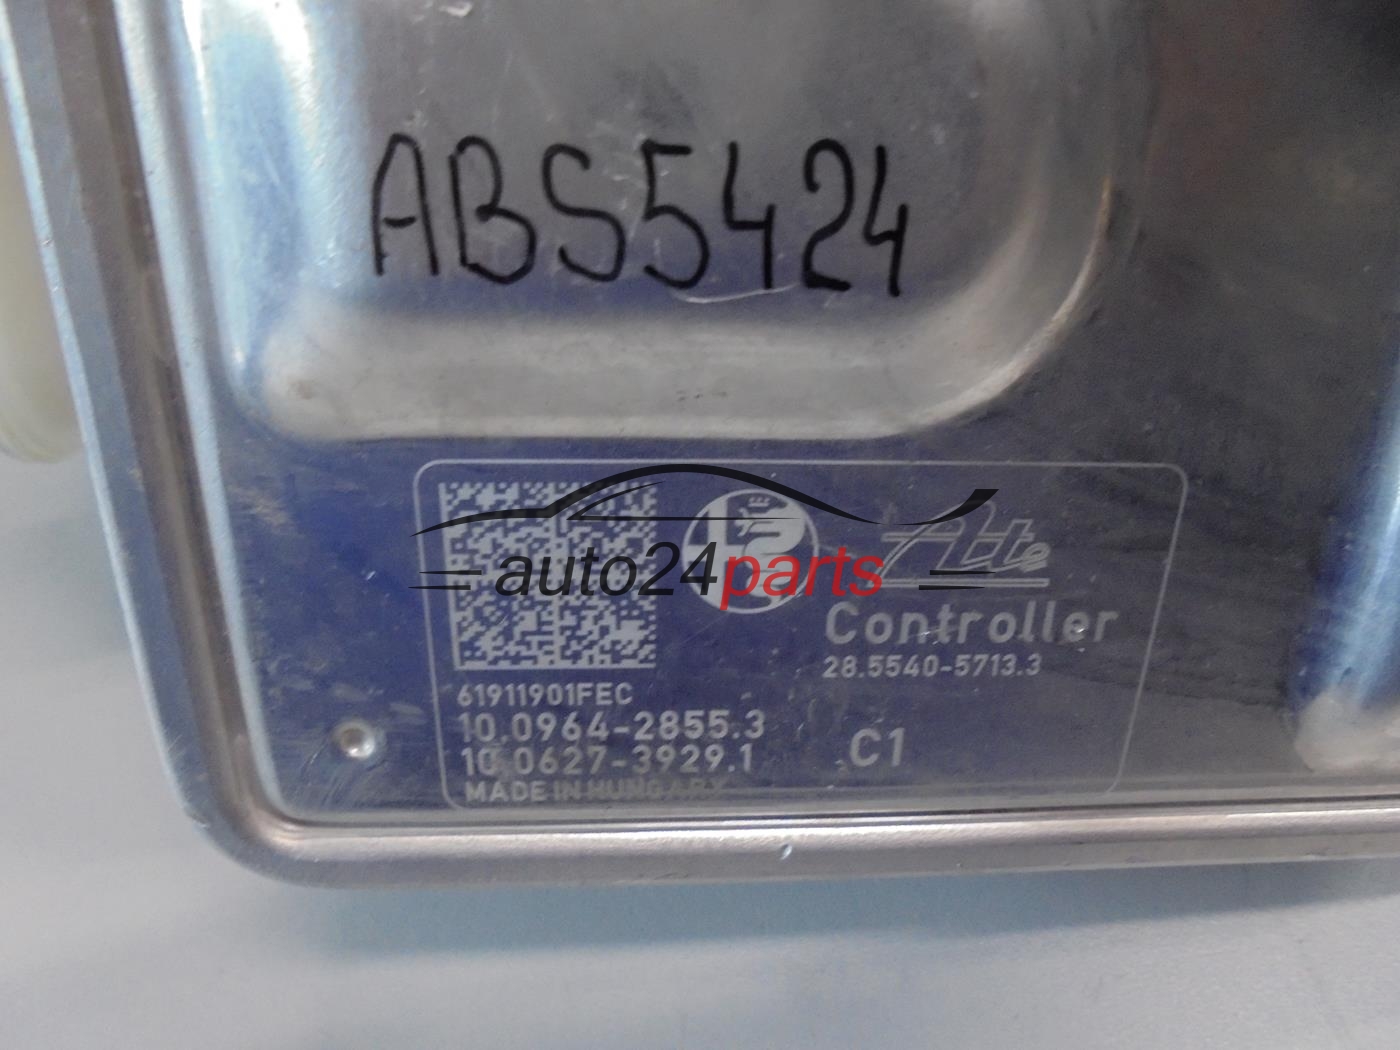 ABS5424
auto24parts
Ate
Controller
28.5540-5713.3
61911901FEC
10.0964-2855.3
10.0627-3929.1
C1
MADE IN HUNGARY